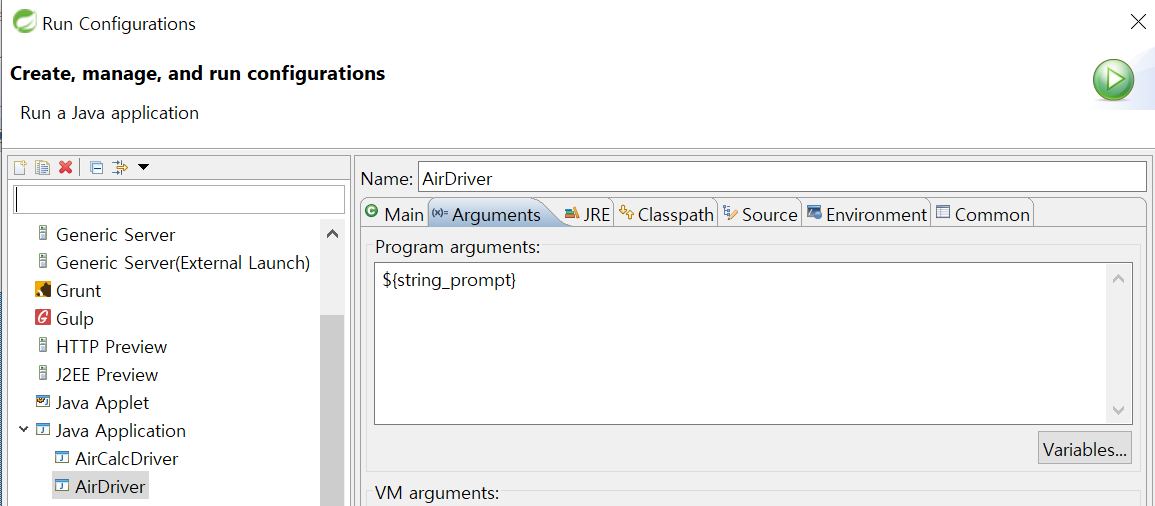 Run Configurations
Create, manage, and run configurations
Run a Java application
Name: AirDriver
Main (x)= Arguments JRE Classpath Source Environment Common
Generic Server
Generic Server(External Launch)
Grunt
Gulp
HTTP Preview
J2EE Preview
Java Applet
Java Application
AirCalcDriver
AirDriver
Program arguments:
${string_prompt}
Variables...
VM arguments: